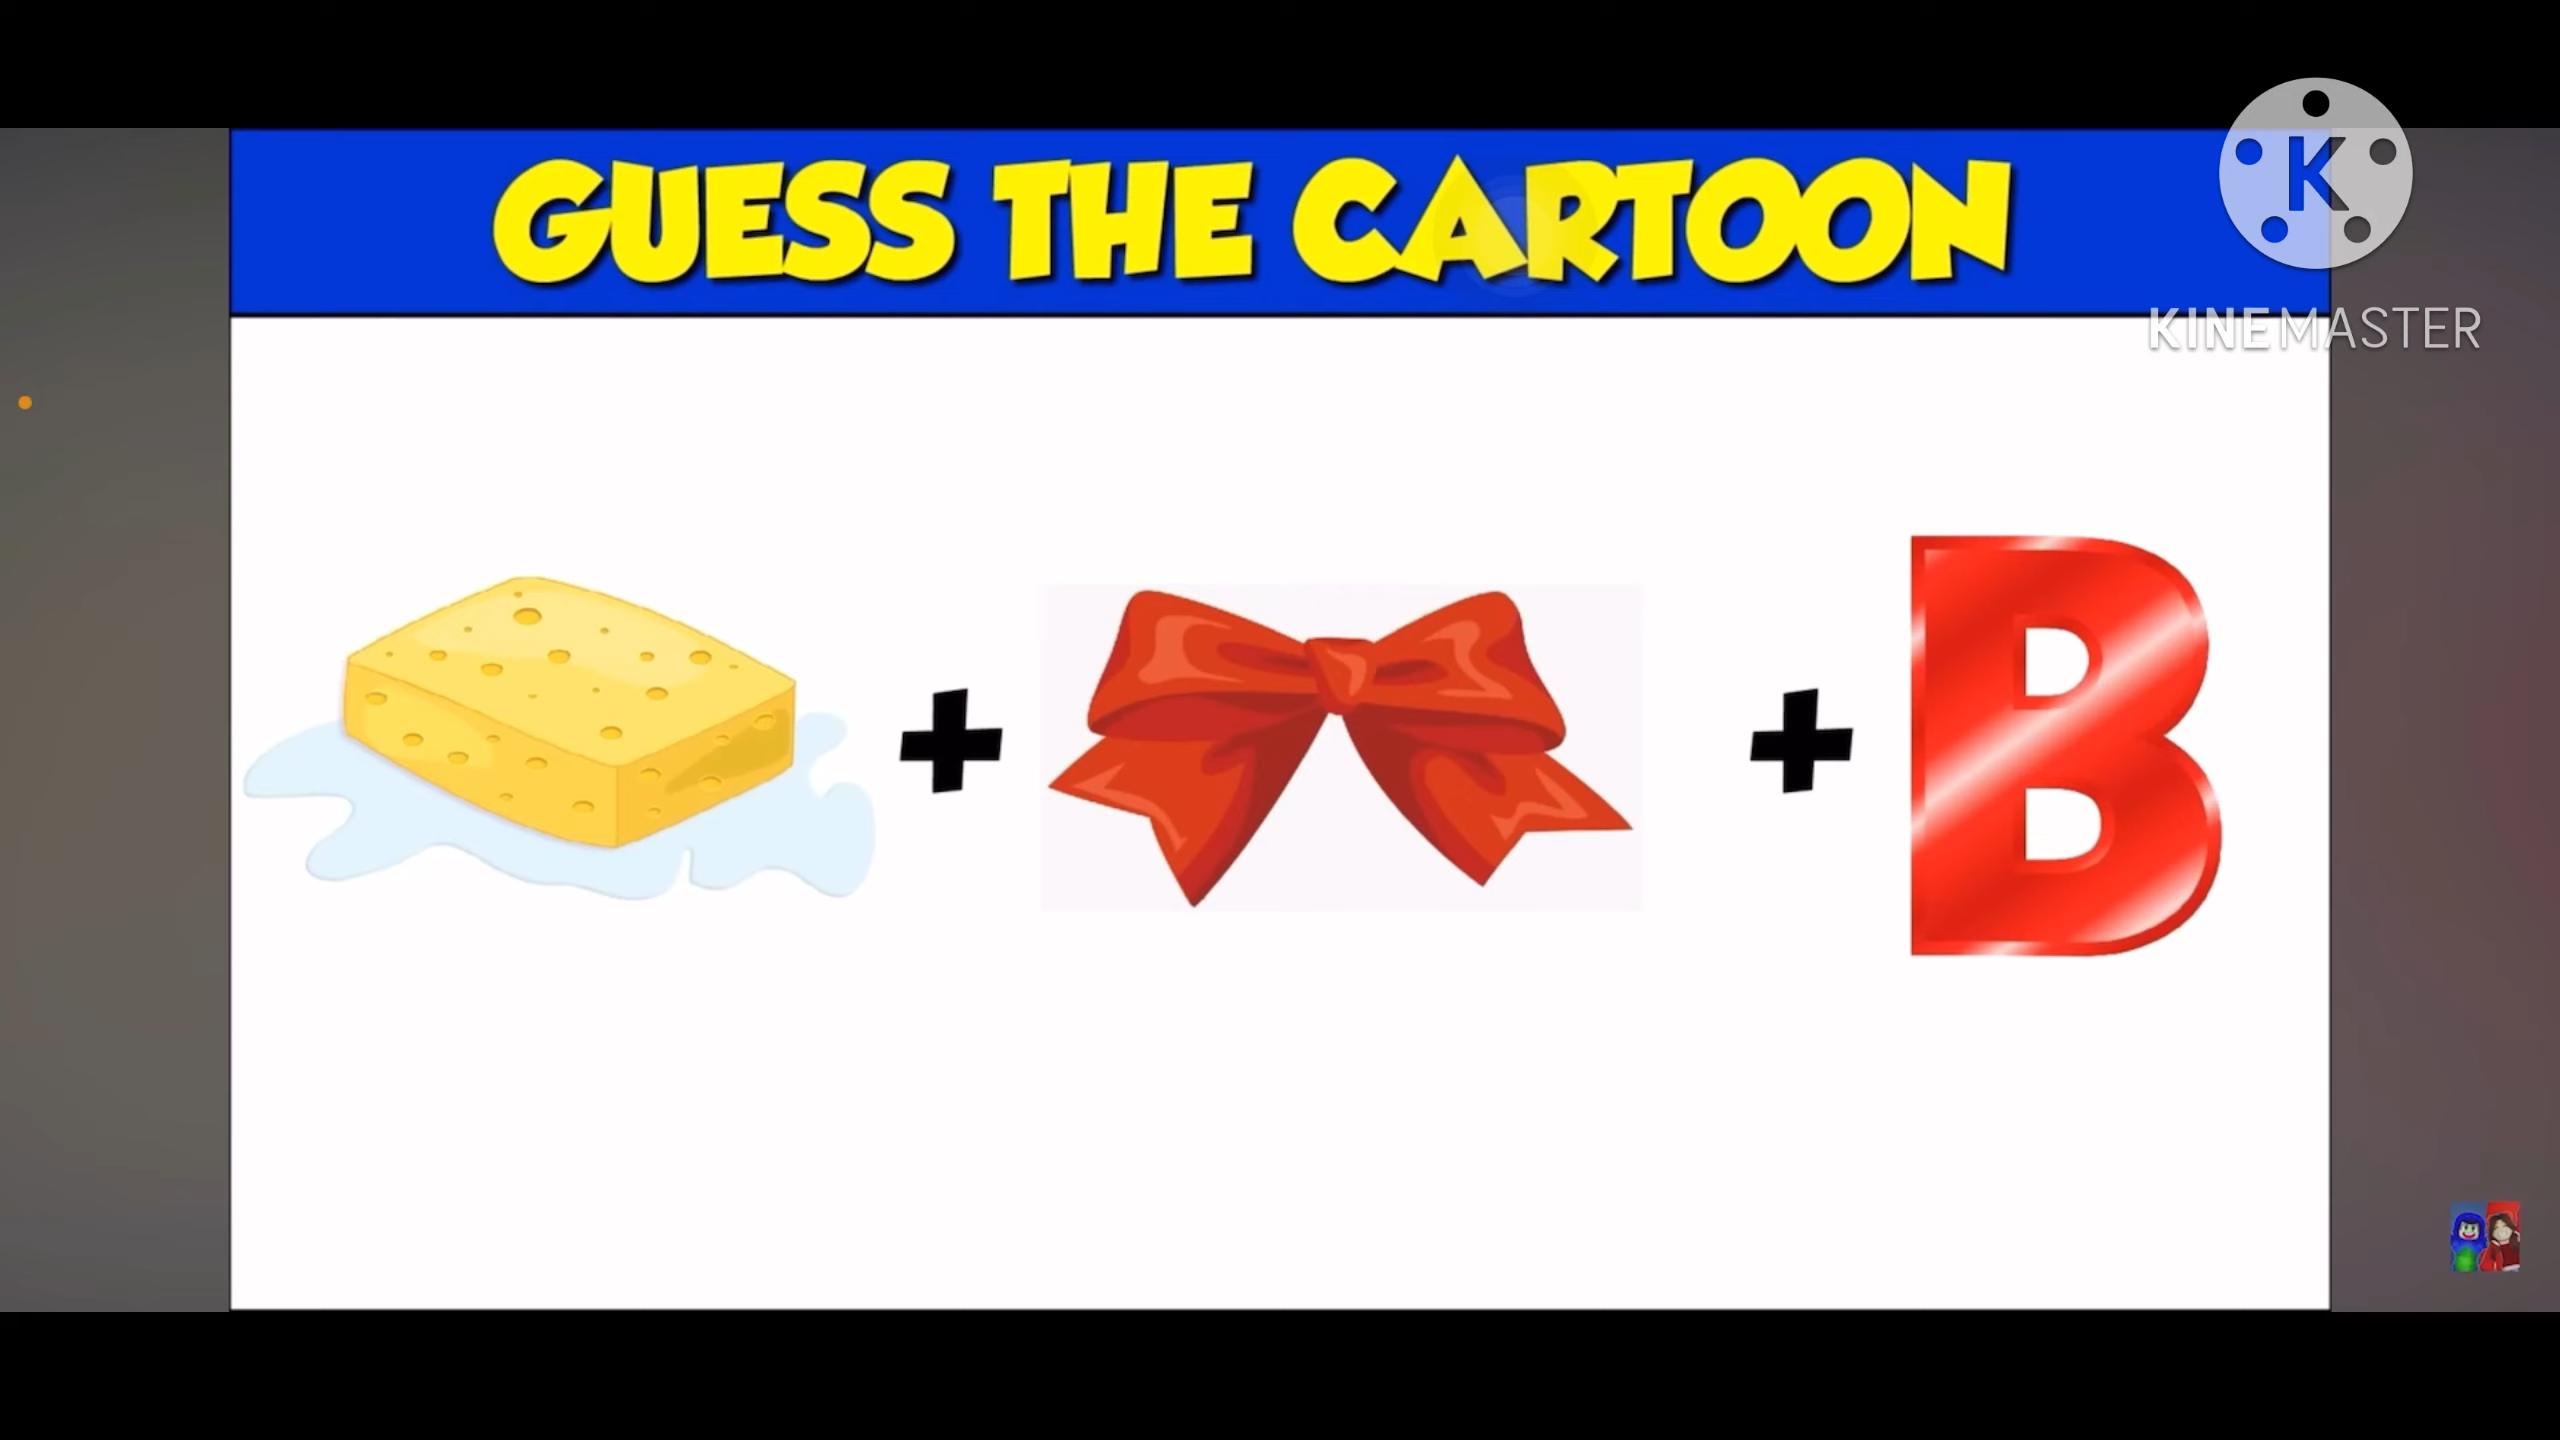 GUESS THE CARTOON
K
KINEMASTER
+ +
B